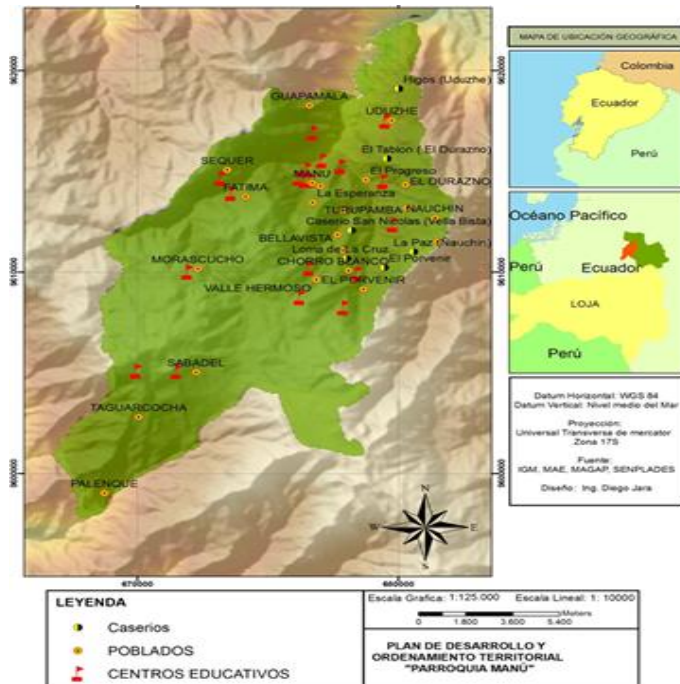 MAPA DE UBICACIÓN GEOGRÁFICA
Colombia
Ecuador
Perú
Océano Pacífico
Perú
Ecuador
LOJA
Perú
Datum Horizontal: WGS 84
Datum Vertical: Nivel medio del Mar
Proyección:
Universal Transversa de mercator
Zona 17S
Fuente:
IGM, MAE, MAGAP, SENPLADES
Diseño: Ing. Diego Jara
9620000
9610000
9600000
Higos (Uduzhe)
GUAPAMALA
UDUZHE
El Tablon ( El Durazno)
SEQUER
MANU
El Progreso
EL DURAZNO
FATIMA
La Esperanza
TUBUPAMBA
NAUCHIN
Caserio San Nicolas (Vella Bista)
BELLAVISTA
La Paz (Nauchin)
Loma de La Cruz
MORASCUCHO
CHORRO BLANCO
El Porvenir
EL PORVENIR
VALLE HERMOSO
SABADEL
TAGUARCOCHA
PALENQUE
N
W
E
S
670000
680000
LEYENDA
Caserios
POBLADOS
CENTROS EDUCATIVOS
Escala Grafica: 1:125.000 Escala Lineal: 1: 10000
Meters
0 1.800 3.600 5.400
PLAN DE DESARROLLO Y
ORDENAMIENTO TERRITORIAL
"PARROQUIA MANÚ"